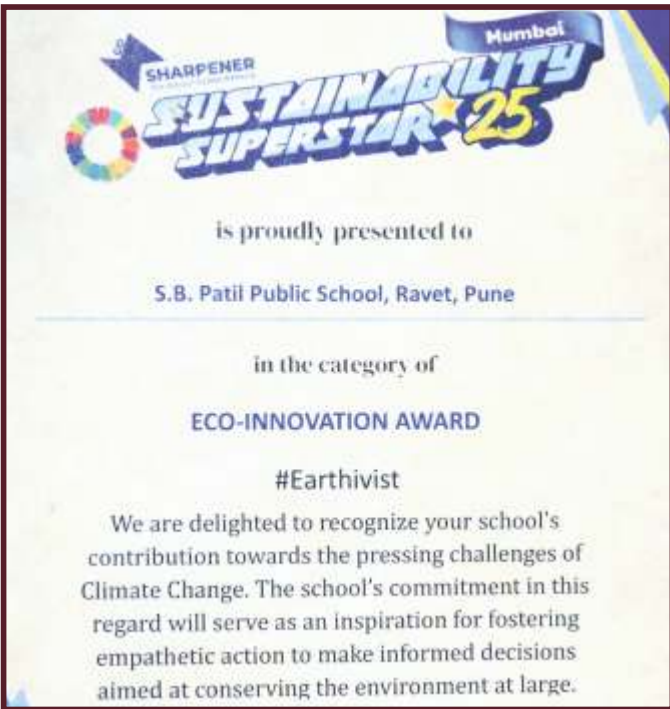 Mumbai
SHARPENER
SUSTAINABILITY
SUPERSTAR 25
is proudly presented to
S.B. Patil Public School, Ravet, Pune
in the category of
ECO-INNOVATION AWARD
#Earthivist
We are delighted to recognize your school's
contribution towards the pressing challenges of
Climate Change. The school's commitment in this
regard will serve as an inspiration for fostering
empathetic action to make informed decisions
aimed at conserving the environment at large.